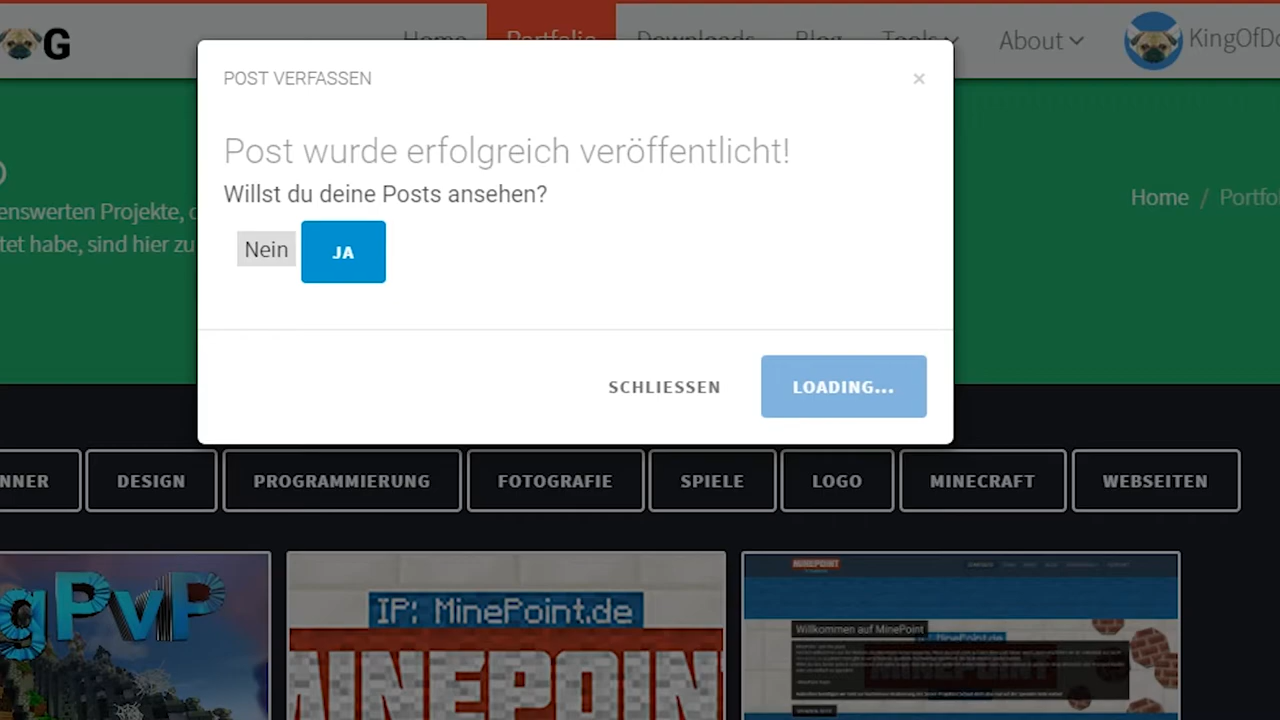 G
Home Portfolio Downloads Blog Tools About
POST VERFASSEN
×
Post wurde erfolgreich veröffentlicht!
Willst du deine Posts ansehen?
Nein JA
Home / Portfo
enswerten Projekte,
tet habe, sind hier zu
SCHLIESSEN LOADING...
NNER DESIGN PROGRAMMIERUNG FOTOGRAFIE SPIELE LOGO MINECRAFT WEBSEITEN
gPvP
IP: MinePoint.de
MINEPOIN
MINEPOINT
Willkommen auf MinePoint